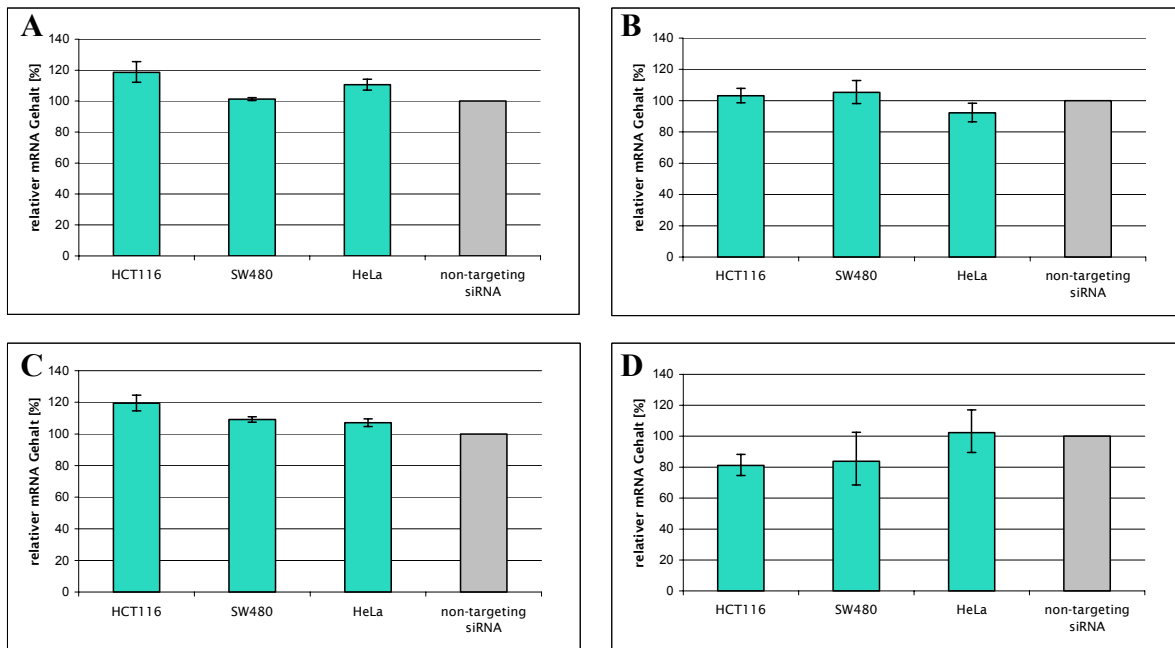 A
relativer mRNA Gehalt [%]
140
120
100
80
60
40
20
0
HCT116
SW480
HeLa
non-targeting
siRNA
B
relativer mRNA Gehalt [%]
140
120
100
80
60
40
20
0
HCT116
SW480
HeLa
non-targeting
siRNA
C
relativer mRNA Gehalt [%]
140
120
100
80
60
40
20
0
HCT116
SW480
HeLa
non-targeting
siRNA
D
relativer mRNA Gehalt [%]
140
120
100
80
60
40
20
0
HCT116
SW480
HeLa
non-targeting
siRNA